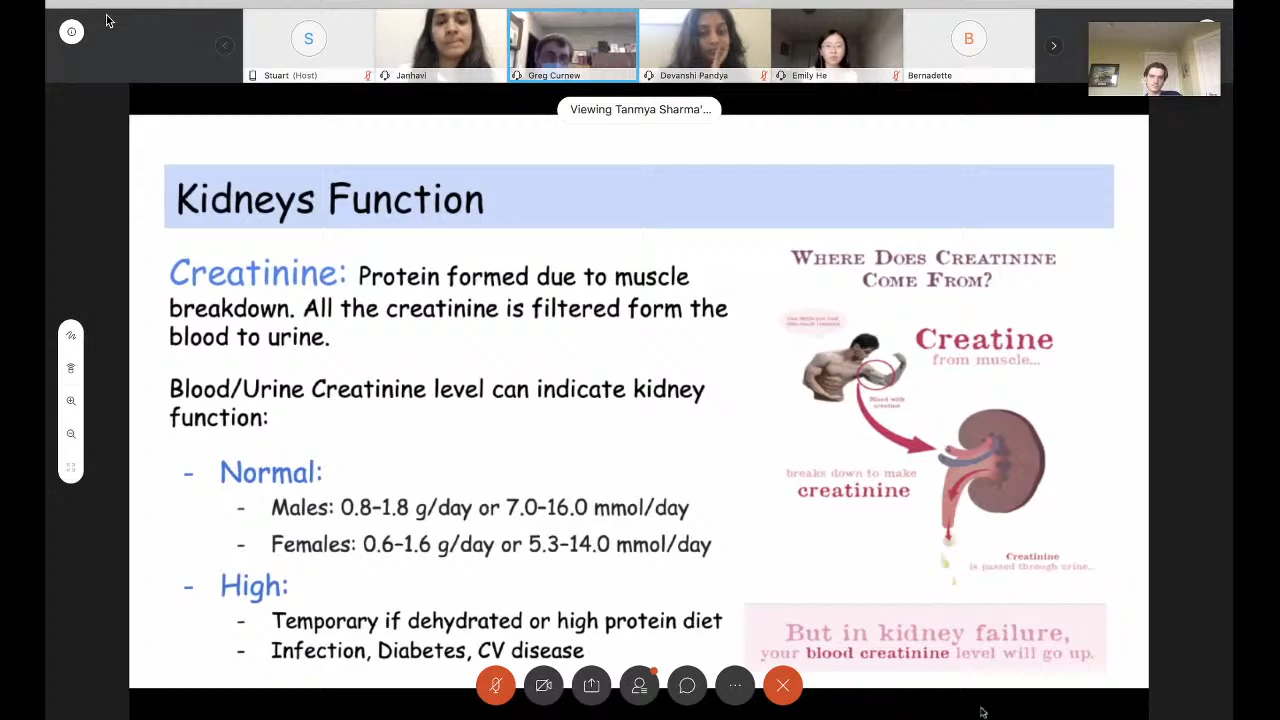 S
B
Stuart (Host)
Janhavi
Greg Curnew
Devanshi Pandya
Emily He
Bernadette
Viewing Tanmya Sharma'...
Kidneys Function
Creatinine: Protein formed due to muscle
breakdown. All the creatinine is filtered form the
blood to urine.
Blood/Urine Creatinine level can indicate kidney
function:
- Normal:
- Males: 0.8–1.8 g/day or 7.0–16.0 mmol/day
- Females: 0.6–1.6 g/day or 5.3–14.0 mmol/day
- High:
- Temporary if dehydrated or high protein diet
- Infection, Diabetes, CV disease
WHERE DOES CREATININE
COME FROM?
Creatine
from muscle...
Blood with
creatine
breaks down to make
creatinine
Creatinine
is passed through urine...
But in kidney failure,
your blood creatinine level will go up.